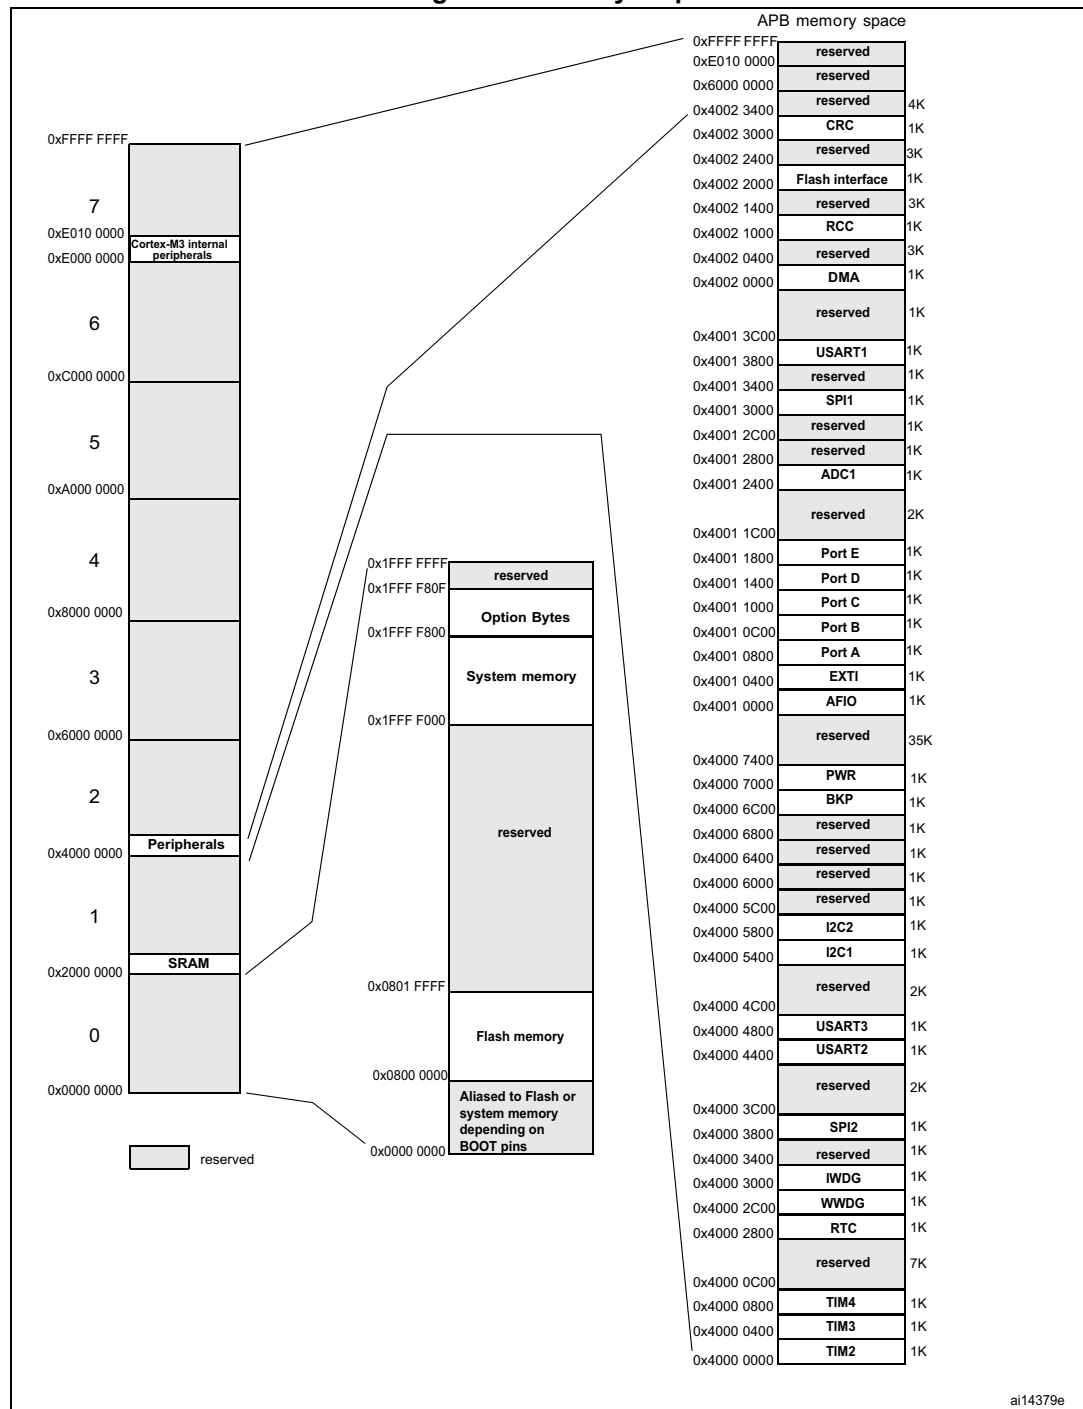 APB memory space
0xFFFF FFFF
reserved
0xE010 0000
reserved
0x6000 0000
reserved
4K
0x4002 3400
CRC
1K
0x4002 3000
reserved
3K
0x4002 2400
Flash interface
1K
0x4002 2000
reserved
3K
0x4002 1400
RCC
1K
0x4002 1000
reserved
3K
0x4002 0400
DMA
1K
0x4002 0000
reserved
1K
0x4001 3C00
USART1
1K
0x4001 3800
reserved
1K
0x4001 3400
SPI1
1K
0x4001 3000
reserved
1K
0x4001 2C00
reserved
1K
0x4001 2800
ADC1
1K
0x4001 2400
reserved
2K
0x4001 1C00
Port E
1K
0x4001 1800
Port D
1K
0x4001 1400
Port C
1K
0x4001 1000
Port B
1K
0x4001 0C00
Port A
1K
0x4001 0800
EXTI
1K
0x4001 0400
AFIO
1K
0x4001 0000
reserved
35K
0x4000 7400
PWR
1K
0x4000 7000
BKP
1K
0x4000 6C00
reserved
1K
0x4000 6800
reserved
1K
0x4000 6400
reserved
1K
0x4000 6000
reserved
1K
0x4000 5C00
I2C2
1K
0x4000 5800
I2C1
1K
0x4000 5400
reserved
2K
0x4000 4C00
USART3
1K
0x4000 4800
USART2
1K
0x4000 4400
reserved
2K
0x4000 3C00
SPI2
1K
0x4000 3800
reserved
1K
0x4000 3400
IWDG
1K
0x4000 3000
WWDG
1K
0x4000 2C00
RTC
1K
0x4000 2800
reserved
7K
0x4000 0C00
TIM4
1K
0x4000 0800
TIM3
1K
0x4000 0400
TIM2
1K
0x4000 0000
0xFFFF FFFF
7
0xE010 0000
Cortex-M3 internal
peripherals
0xE000 0000
6
0xC000 0000
5
0xA000 0000
4
0x8000 0000
3
0x6000 0000
2
Peripherals
0x4000 0000
1
SRAM
0x2000 0000
0
0x0000 0000
reserved
0x1FFF FFFF
reserved
0x1FFF F80F
Option Bytes
0x1FFF F800
System memory
0x1FFF F000
reserved
0x0801 FFFF
Flash memory
0x0800 0000
Aliased to Flash or
system memory
depending on
BOOT pins
0x0000 0000
ai14379e